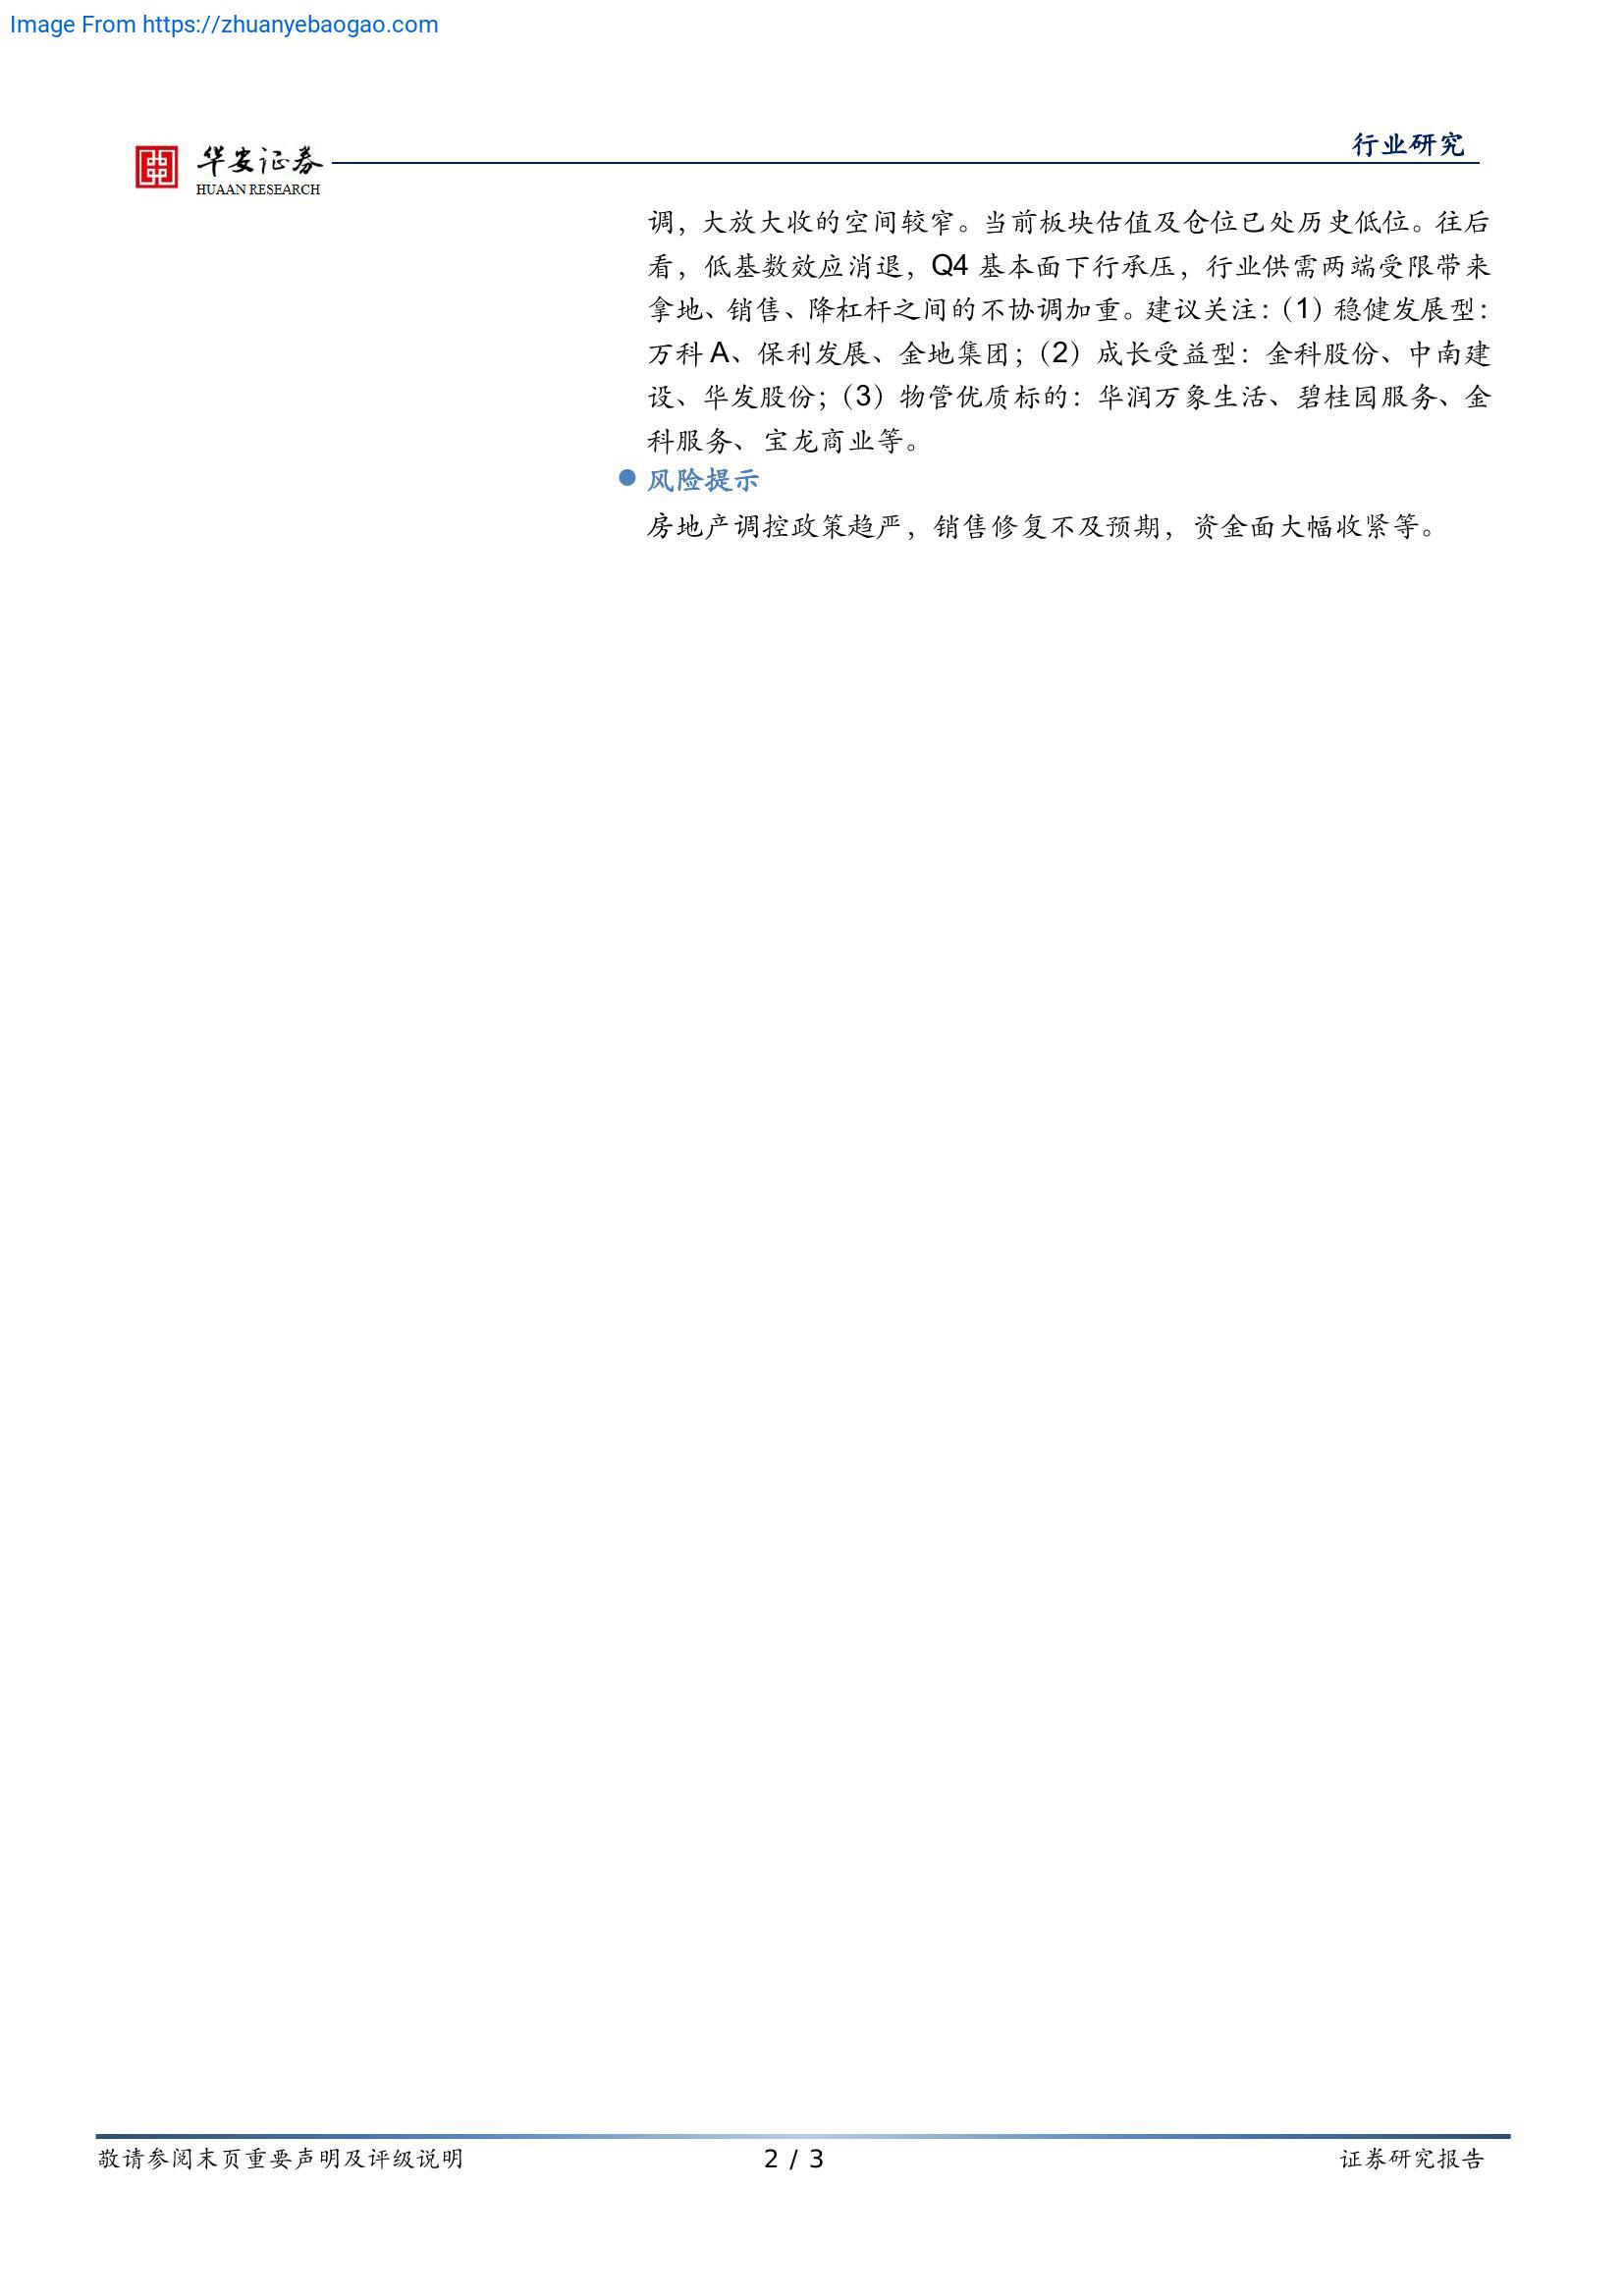 Image From https://zhuanyebaogao.com
行业研究
华安证券
HUAAN RESEARCH
调，大放大收的空间较窄。当前板块估值及仓位已处历史低位。往后
看，低基数效应消退，Q4 基本面下行承压，行业供需两端受限带来
拿地、销售、降杠杆之间的不协调加重。建议关注：（1）稳健发展型：
万科 A、保利发展、金地集团；（2）成长受益型：金科股份、中南建
设、华发股份；（3）物管优质标的：华润万象生活、碧桂园服务、金
科服务、宝龙商业等。
风险提示
房地产调控政策趋严，销售修复不及预期，资金面大幅收紧等。
敬请参阅末页重要声明及评级说明
2 / 3
证券研究报告